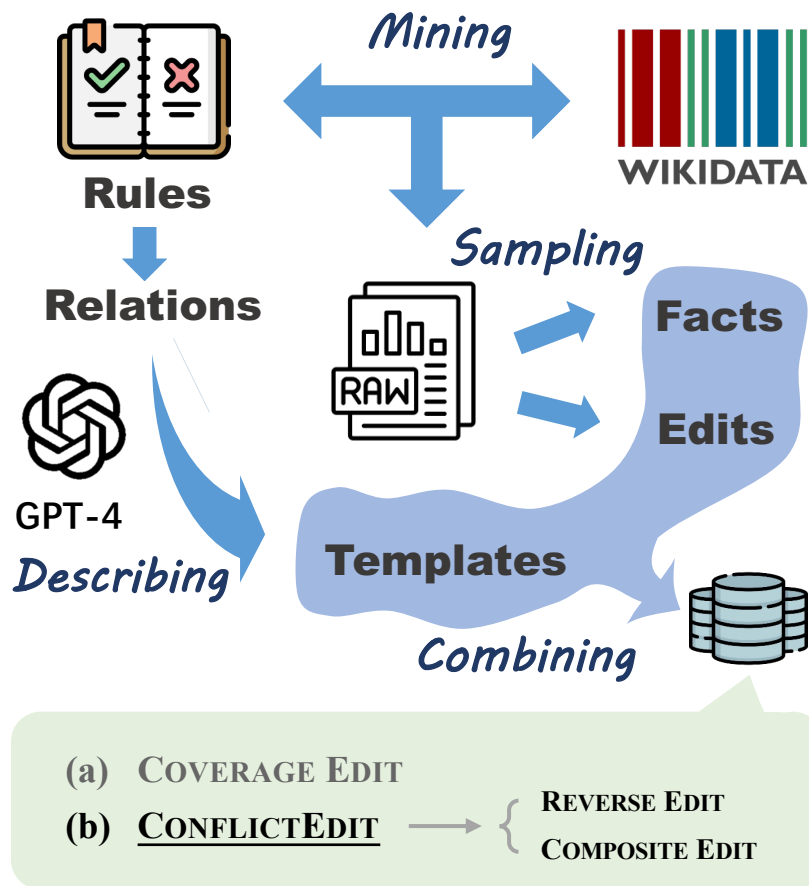 Mining
WIKIDATA
Rules
Sampling
Relations
Facts
RAW
Edits
GPT-4
Templates
Describing
Combining
(a) COVERAGE EDIT
(b) CONFLICTEDIT
REVERSE EDIT
COMPOSITE EDIT